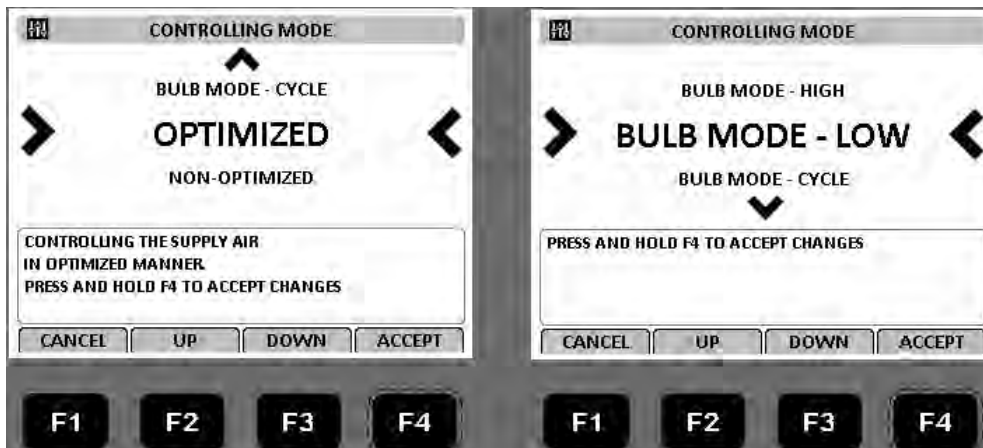 CONTROLLING MODE
BULB MODE - CYCLE
OPTIMIZED
NON-OPTIMIZED
CONTROLLING THE SUPPLY AIR
IN OPTIMIZED MANNER.
PRESS AND HOLD F4 TO ACCEPT CHANGES
CANCEL UP DOWN ACCEPT
F1 F2 F3 F4
CONTROLLING MODE
BULB MODE - HIGH
BULB MODE - LOW
BULB MODE - CYCLE
PRESS AND HOLD F4 TO ACCEPT CHANGES
CANCEL UP DOWN ACCEPT
F1 F2 F3 F4